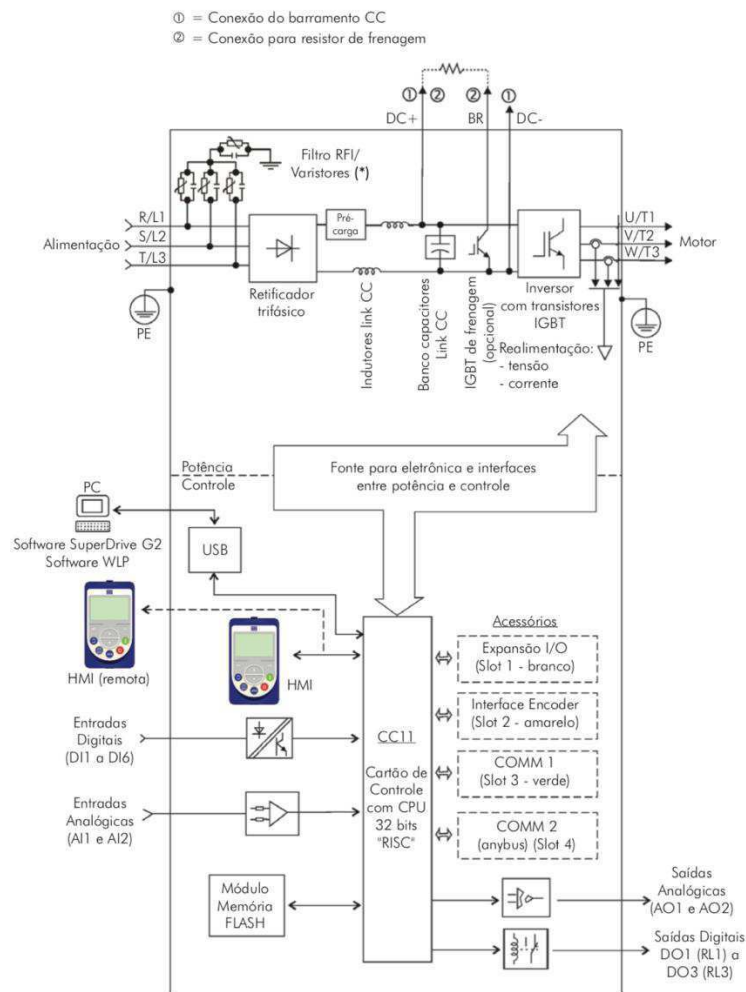 ① = Conexão do barramento CC
② = Conexão para resistor de frenagem
① ② ② ①
DC+ BR DC-
Filtro RFI/
Varistores (*)
Pré-
carga
R/L1
S/L2
T/L3
Alimentação
U/T1
V/T2
W/T3
Motor
Retificador
trifásico
Inversor
com transistores
IGBT
PE
PE
Indutores link CC
Banco capacitores
Link CC
IGBT de frenagem
(opcional)
Realimentação:
- tensão
- corrente
Potência
Controle
Fonte para eletrônica e interfaces
entre potência e controle
PC
Software SuperDrive G2
Software WLP
USB
HMI (remota)
HMI
Acessórios
Expansão I/O
(Slot 1 - branco)
Interface Encoder
(Slot 2 - amarelo)
COMM 1
(Slot 3 - verde)
COMM 2
(anybus) (Slot 4)
CC11
Cartão de
Controle
com CPU
32 bits
"RISC"
Entradas
Digitais
(DI1 a DI6)
Entradas
Analógicas
(AI1 e AI2)
Módulo
Memória
FLASH
Saídas
Analógicas
(AO1 e AO2)
Saídas Digitais
DO1 (RL1) a
DO3 (RL3)